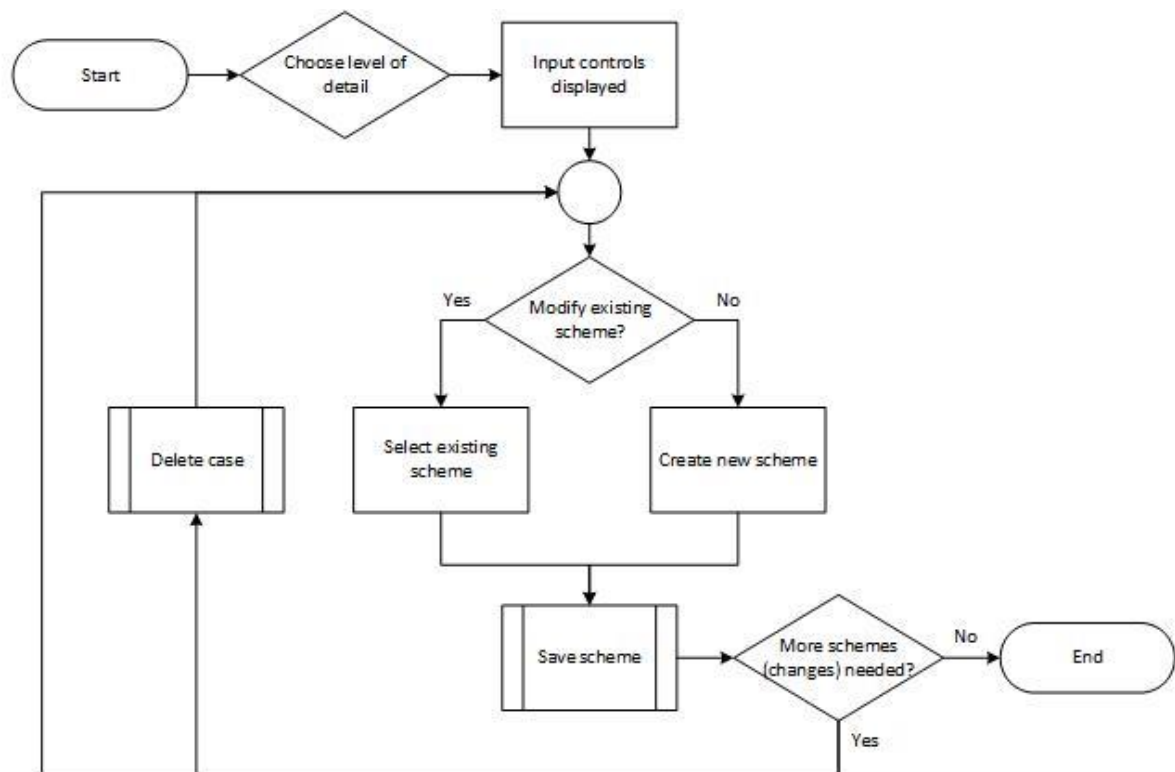 Start
Choose level of
detail
Input controls
displayed
Yes
Modify existing
scheme?
No
Delete case
Select existing
scheme
Create new scheme
Save scheme
More schemes
(changes) needed?
No
End
Yes